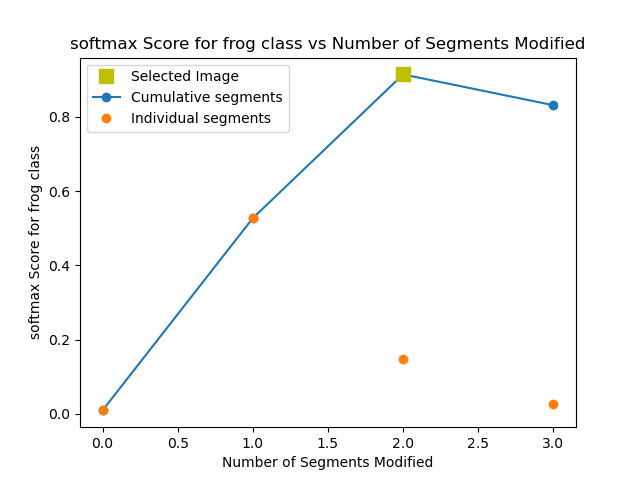 softmax Score for frog class vs Number of Segments Modified
Selected Image
Cumulative segments
Individual segments
softmax Score for frog class
0.8
0.6
0.4
0.2
0.0
0.0 0.5 1.0 1.5 2.0 2.5 3.0
Number of Segments Modified